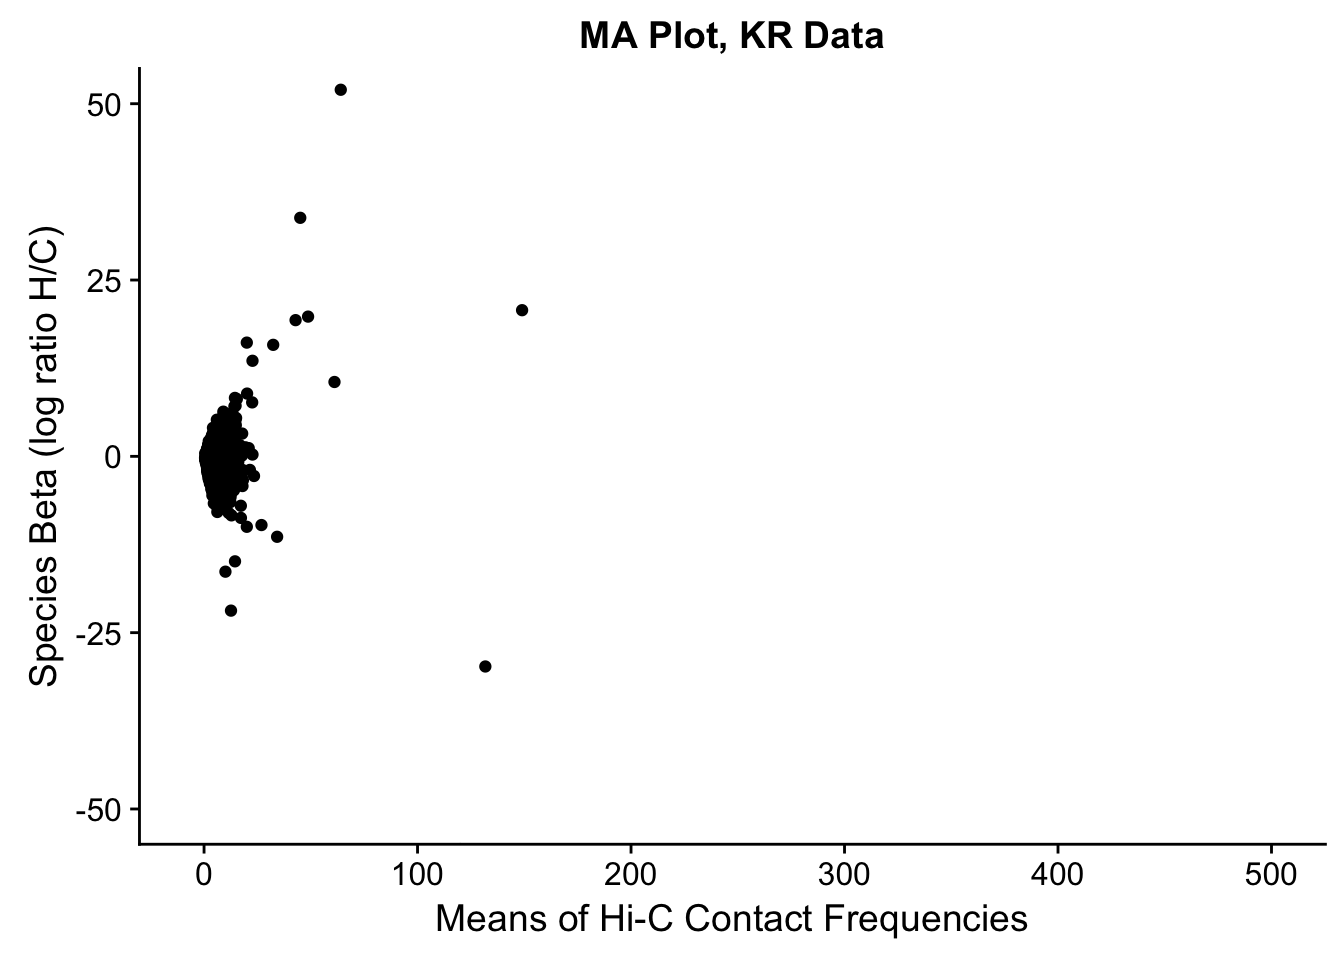 MA Plot, KR Data
Species Beta (log ratio H/C)
50
25
0
-25
-50
0 100 200 300 400 500
Means of Hi-C Contact Frequencies